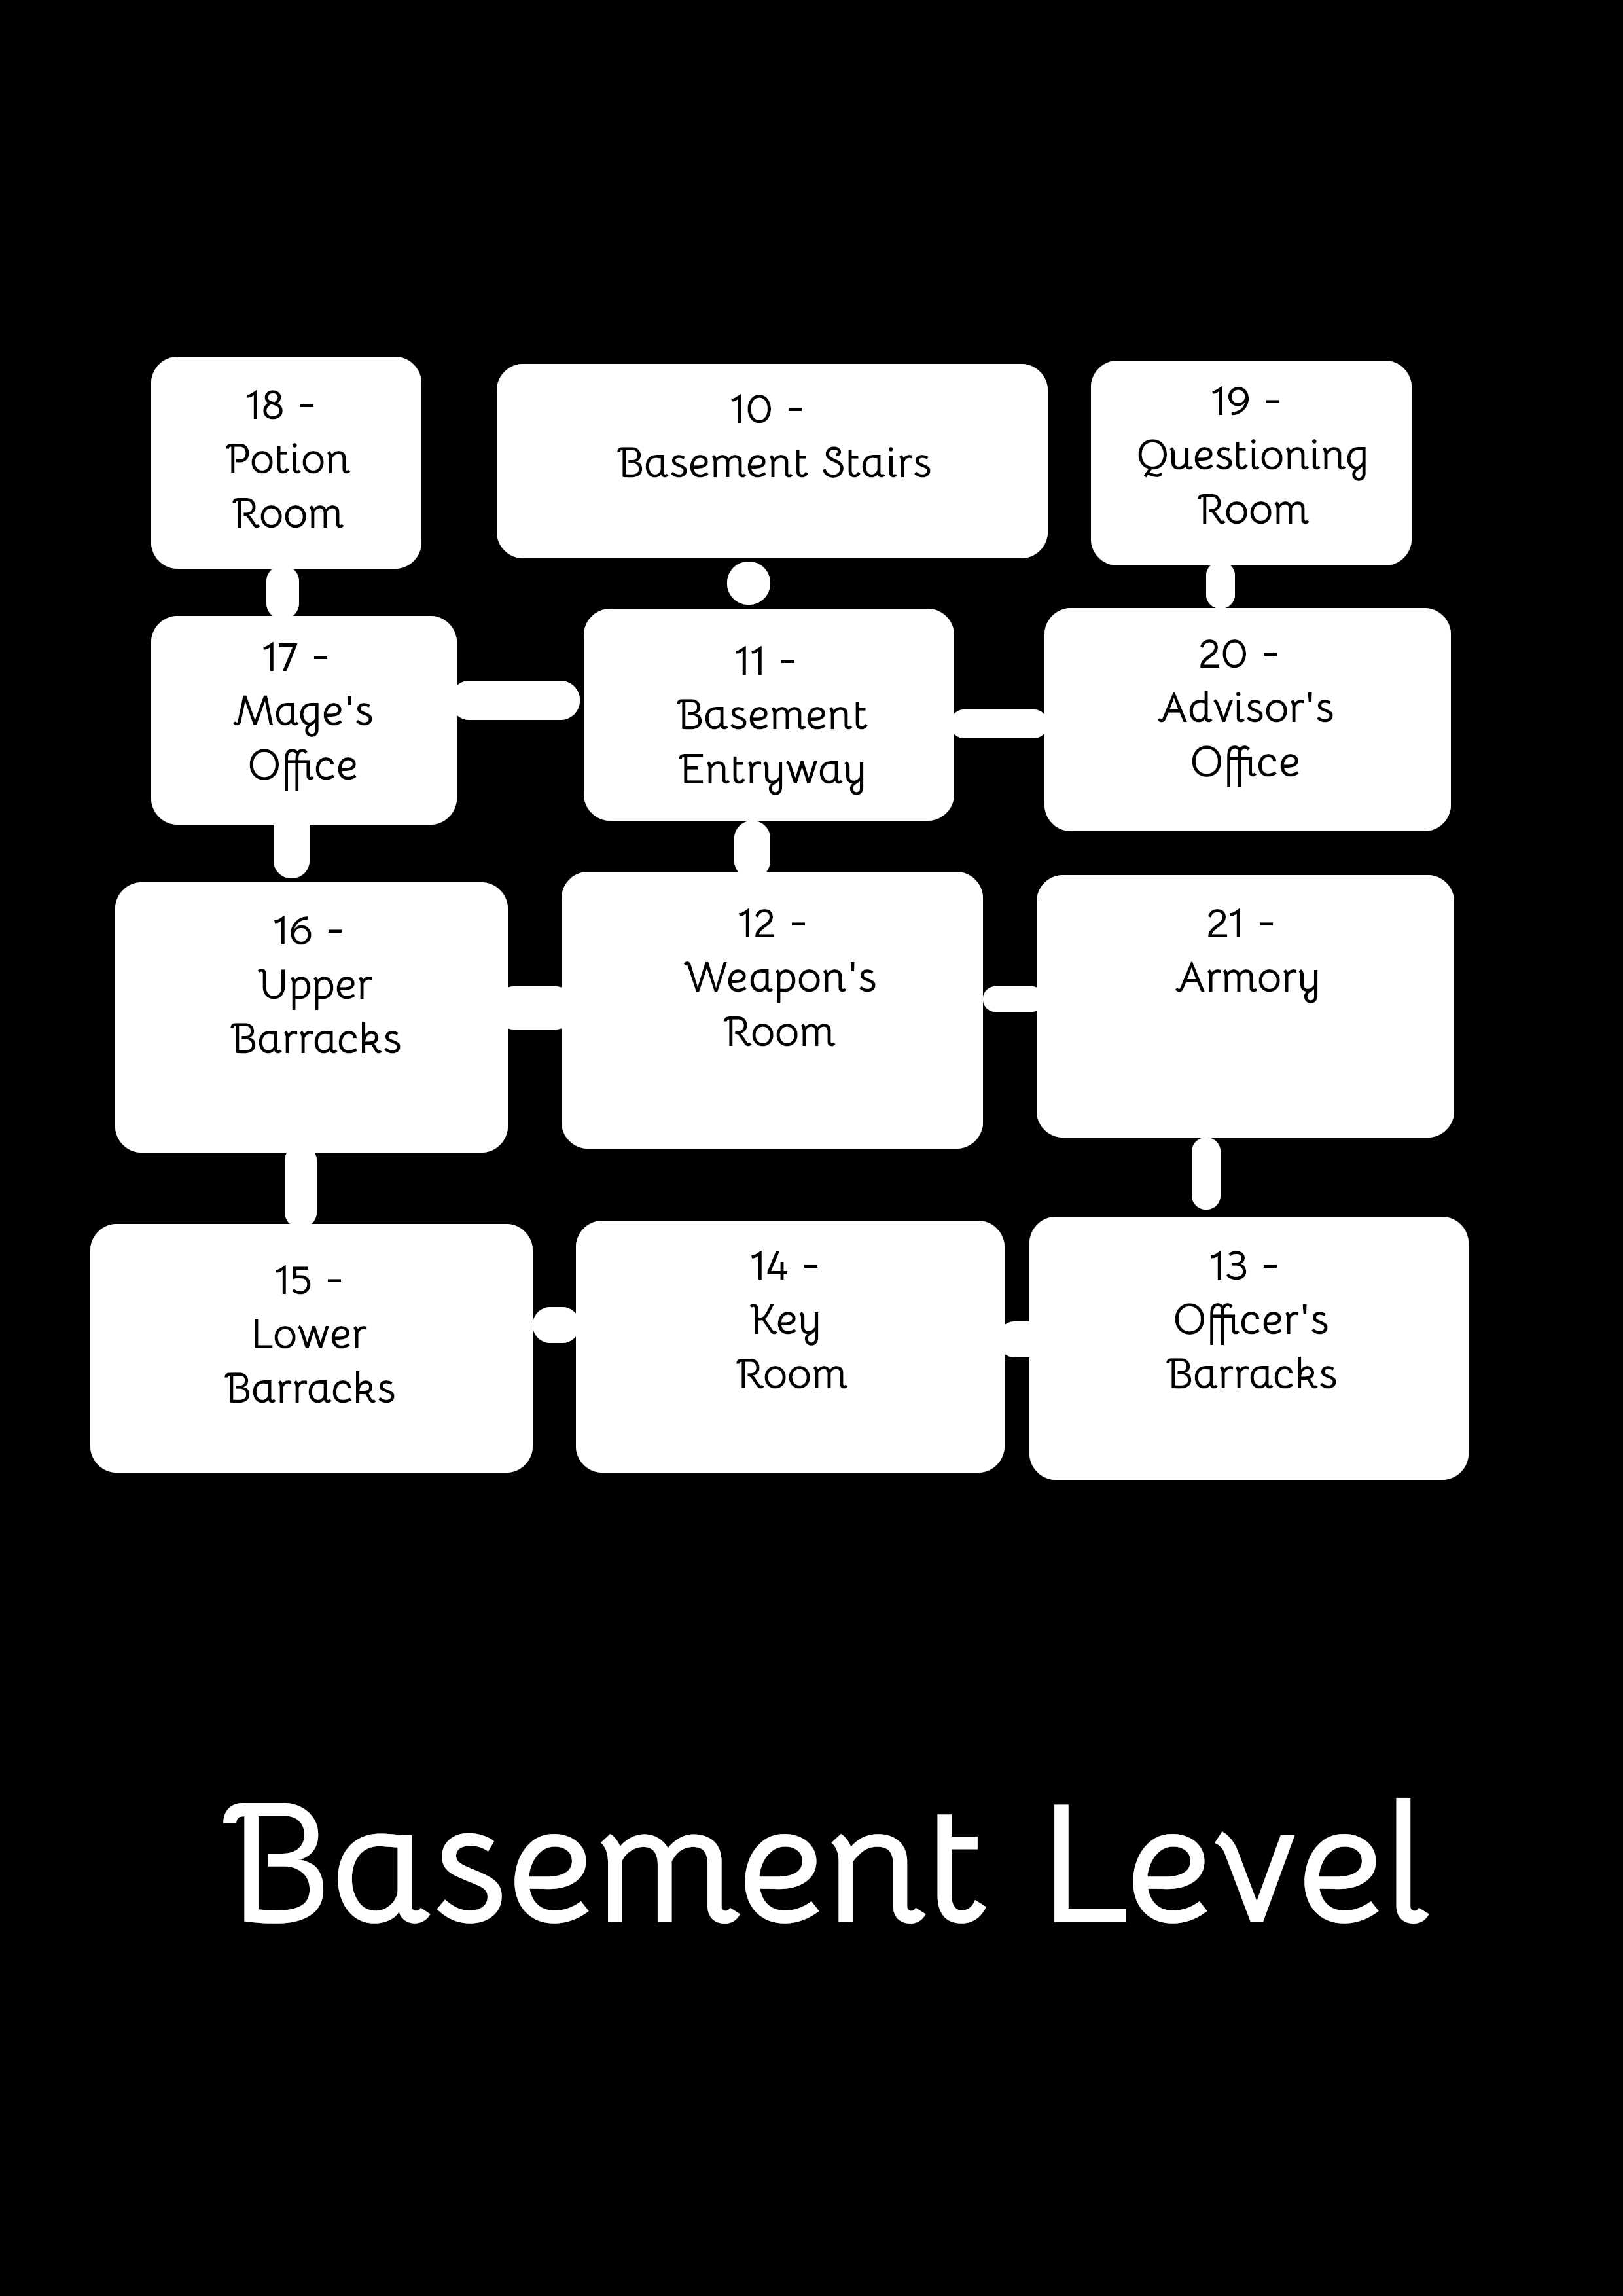 18 -
Potion
Room
10 -
Basement Stairs
19 -
Questioning
Room
17 -
Mage's
Office
11 -
Basement
Entryway
20 -
Advisor's
Office
16 -
Upper
Barracks
12 -
Weapon's
Room
21 -
Armory
15 -
Lower
Barracks
14 -
Key
Room
13 -
Officer's
Barracks
Basement Level